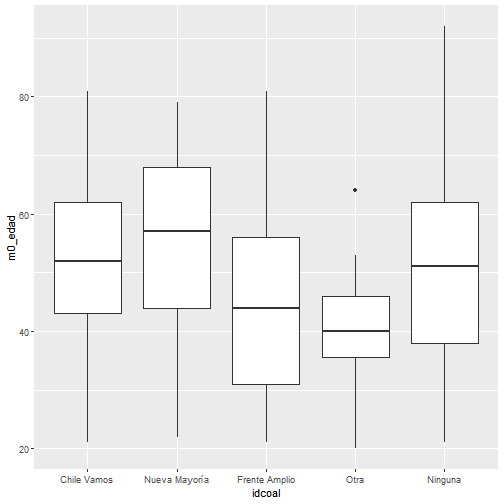 m0_edad
80
60
40
20
Chile Vamos
Nueva Mayoría
Frente Amplio
Otra
Ninguna
idcoal